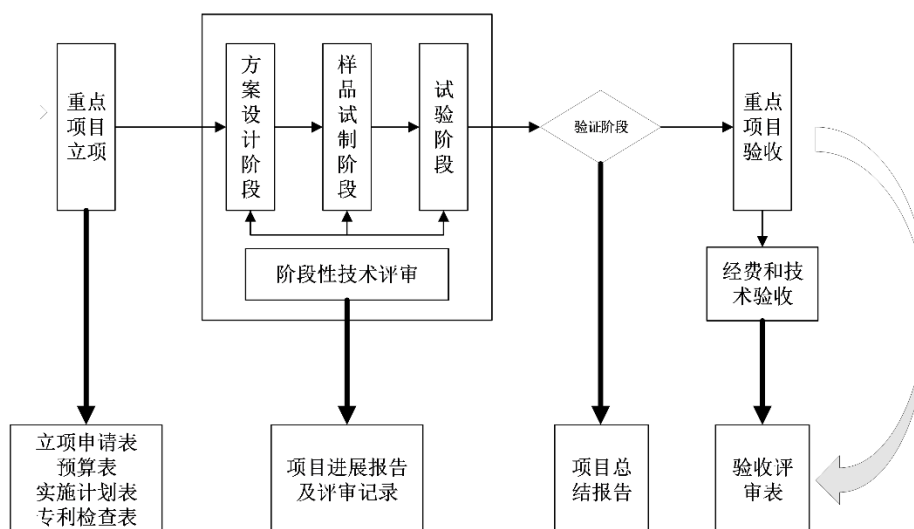 重点
项目
立项
方案设计阶段
样品试制阶段
试验阶段
验证阶段
重点
项目
验收
阶段性技术评审
经费和技
术验收
立项申请表
预算表
实施计划表
专利检查表
项目进展报告
及评审记录
项目总
结报告
验收评
审表